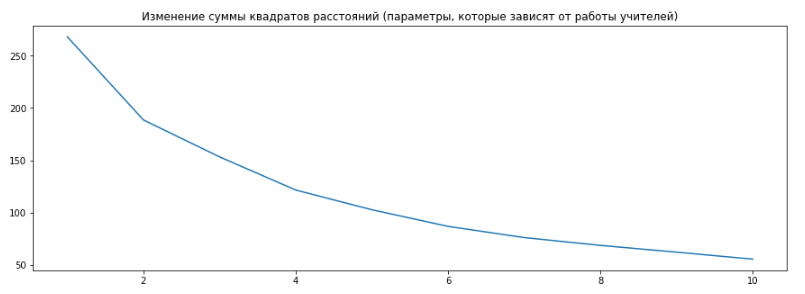 Изменение суммы квадратов расстояний (параметры, которые зависят от работы учителей)
250
200
150
100
50
2 4 6 8 10